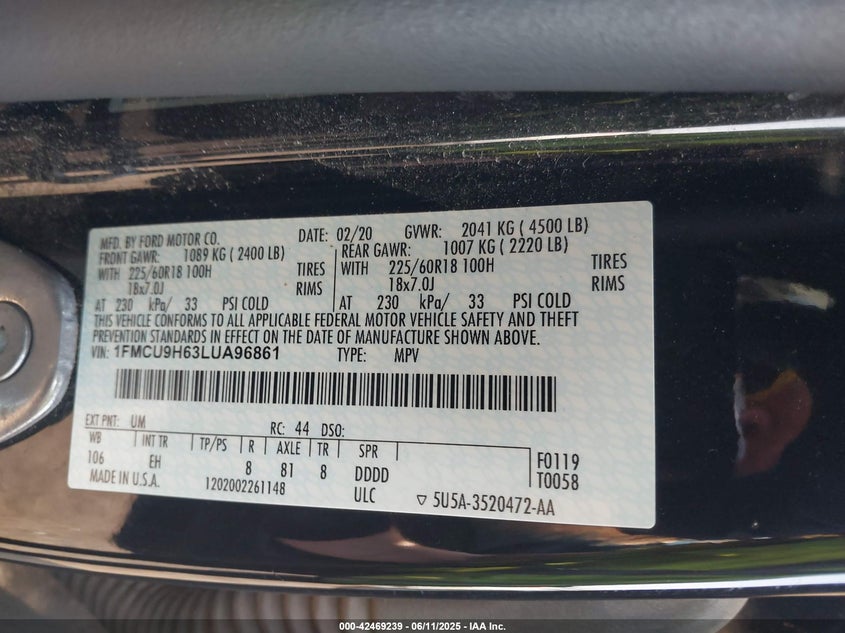 MFD. BY FORD MOTOR CO. DATE: 02/20 GVWR: 2041 KG ( 4500 LB)
FRONT GAWR: 1089 KG ( 2400 LB) REAR GAWR: 1007 KG ( 2220 LB)
WITH 225/60R18 100H TIRES WITH 225/60R18 100H TIRES
18x7.0J RIMS 18x7.0J RIMS
AT 230 kPa/ 33 PSI COLD AT 230 kPa/ 33 PSI COLD
THIS VEHICLE CONFORMS TO ALL APPLICABLE FEDERAL MOTOR VEHICLE SAFETY AND THEFT
PREVENTION STANDARDS IN EFFECT ON THE DATE OF MANUFACTURE SHOWN ABOVE.
VIN: 1FMCU9H63LUA96861 TYPE: MPV
EXT PNT: UM RC: 44 DSO:
WB INT TR TP/PS R AXLE TR SPR F0119
106 EH 8 81 8 DDDD T0058
MADE IN U.S.A. 1202002261148 ULC ▽ 5U5A-3520472-AA
000-42469239 - 06/11/2025 - IAA Inc.